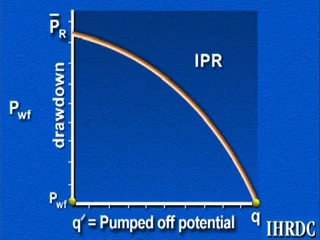 P̅R
IPR
drawdown
Pwf
Pwf
q
q´ = Pumped off potential
IHRDC